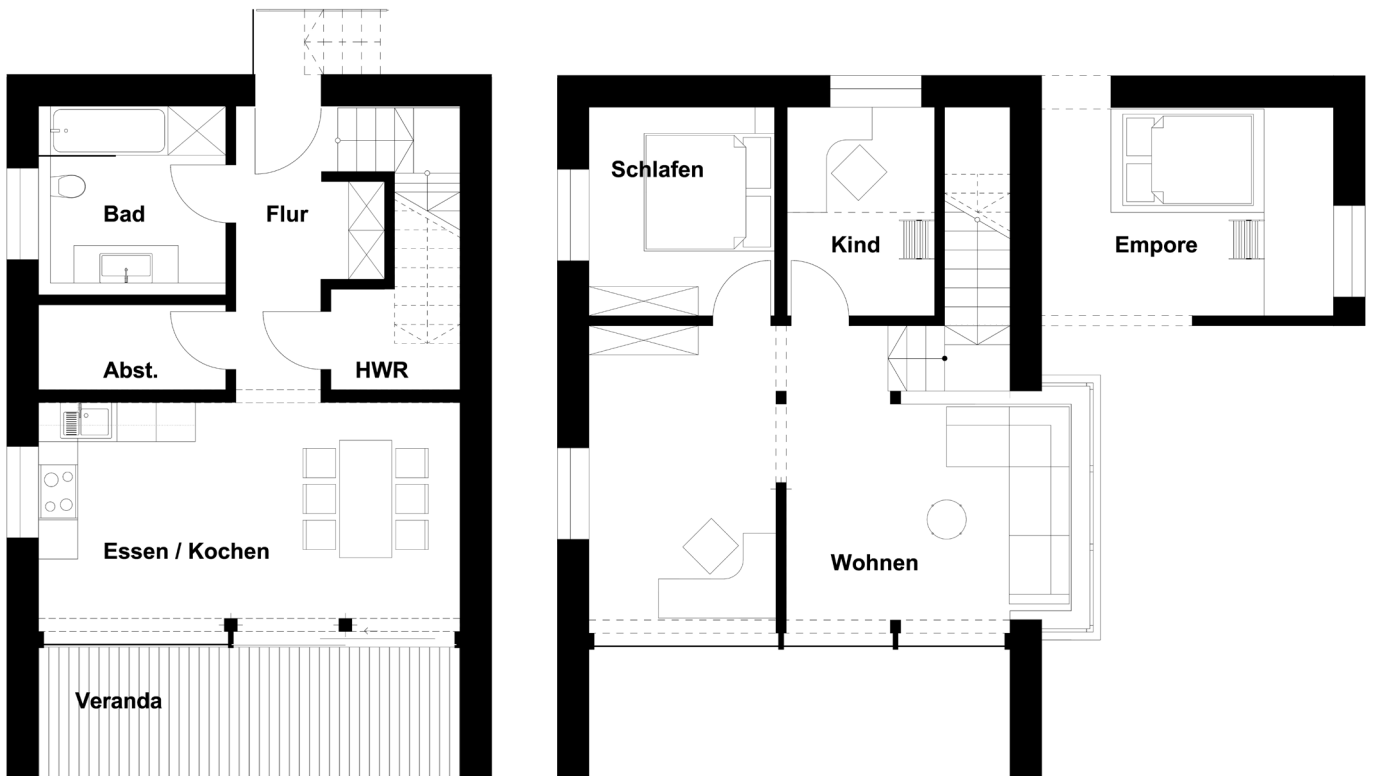 Bad
Flur
Abst.
HWR
Essen / Kochen
Veranda
Schlafen
Kind
Wohnen
Empore